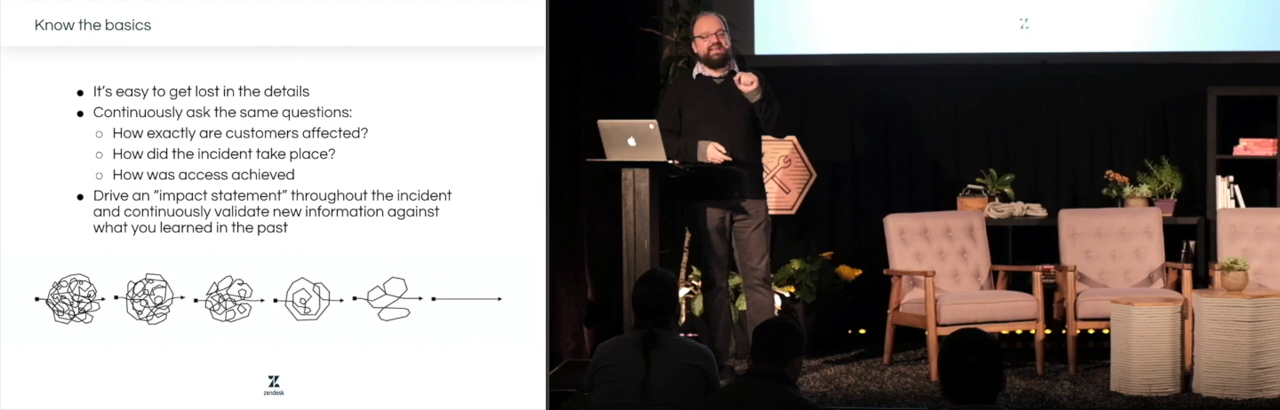 Know the basics
It's easy to get lost in the details
Continuously ask the same questions:
How exactly are customers affected?
How did the incident take place?
How was access achieved
Drive an "impact statement" throughout the incident
and continuously validate new information against
what you learned in the past
zendesk